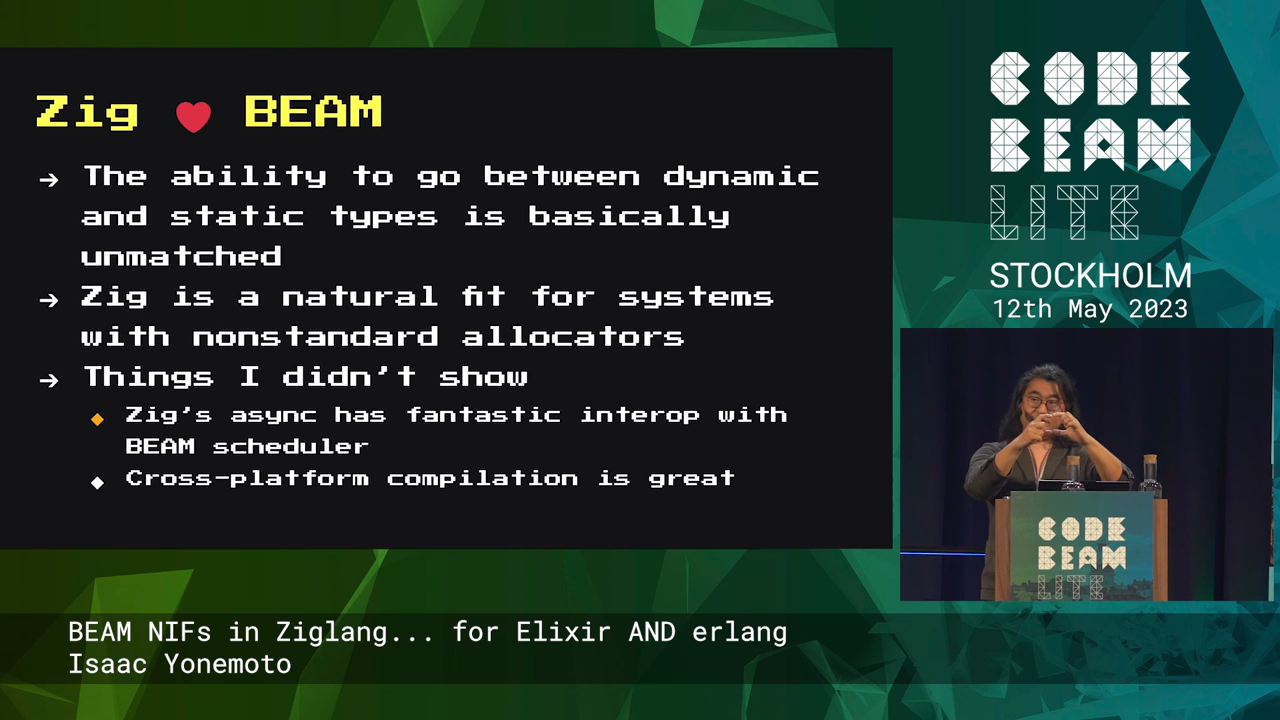 Zig ❤ BEAM
→ The ability to go between dynamic
and static types is basically
unmatched
→ Zig is a natural fit for systems
with nonstandard allocators
→ Things I didn't show
◆ Zig's async has fantastic interop with
BEAM scheduler
◆ Cross-platform compilation is great
CODE
BEAM
LITE
STOCKHOLM
12th May 2023
CODE
BEAM
LITE
BEAM NIFs in Ziglang... for Elixir AND erlang
Isaac Yonemoto